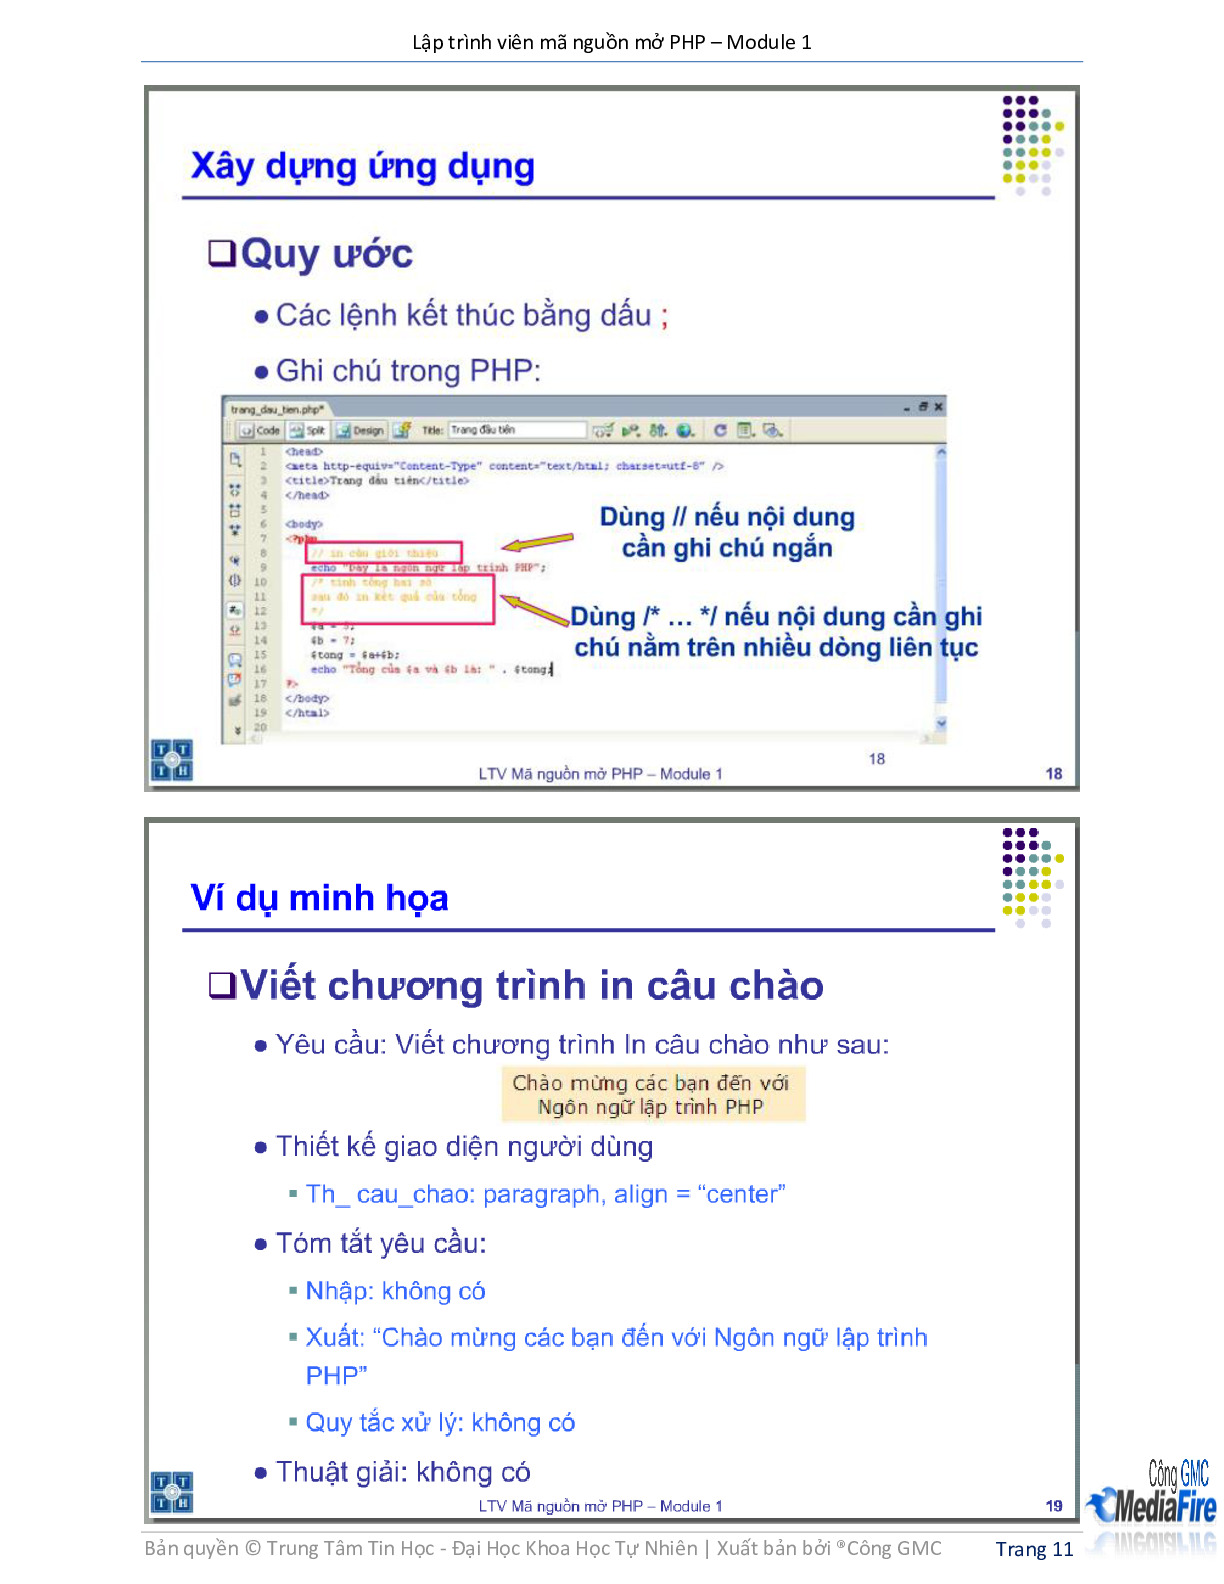 Lập trình viên mã nguồn mở PHP – Module 1
Xây dựng ứng dụng
Quy ước
Các lệnh kết thúc bằng dấu ;
Ghi chú trong PHP:
trang_dau_tien.php*
Code Split Design Title: Trang đầu tiên
1 <head>
2 <meta http-equiv="Content-Type" content="text/html; charset=utf-8" />
3 <title>Trang đầu tiên</title>
4 </head>
5
6 <body>
7 <?php
8 // in câu giới thiệu
9 echo "Đây là ngôn ngữ lập trình PHP";
10 /* tính tổng hai số
11 sau đó in kết quả của tổng
12 */
13 $a = 5;
14 $b = 7;
15 $tong = $a+$b;
16 echo "Tổng của $a và $b là: " . $tong;
17 ?>
18 </body>
19 </html>
20
Dùng // nếu nội dung
cần ghi chú ngắn
Dùng /* … */ nếu nội dung cần ghi
chú nằm trên nhiều dòng liên tục
18
LTV Mã nguồn mở PHP – Module 1
18
Ví dụ minh họa
Viết chương trình in câu chào
Yêu cầu: Viết chương trình In câu chào như sau:
Chào mừng các bạn đến với
Ngôn ngữ lập trình PHP
Thiết kế giao diện người dùng
Th_ cau_chao: paragraph, align = “center”
Tóm tắt yêu cầu:
Nhập: không có
Xuất: “Chào mừng các bạn đến với Ngôn ngữ lập trình
PHP”
Quy tắc xử lý: không có
Thuật giải: không có
T T T H
LTV Mã nguồn mở PHP – Module 1
19
Công GMC
MediaFire
Bản quyền © Trung Tâm Tin Học - Đại Học Khoa Học Tự Nhiên | Xuất bản bởi ®Công GMC
Trang 11